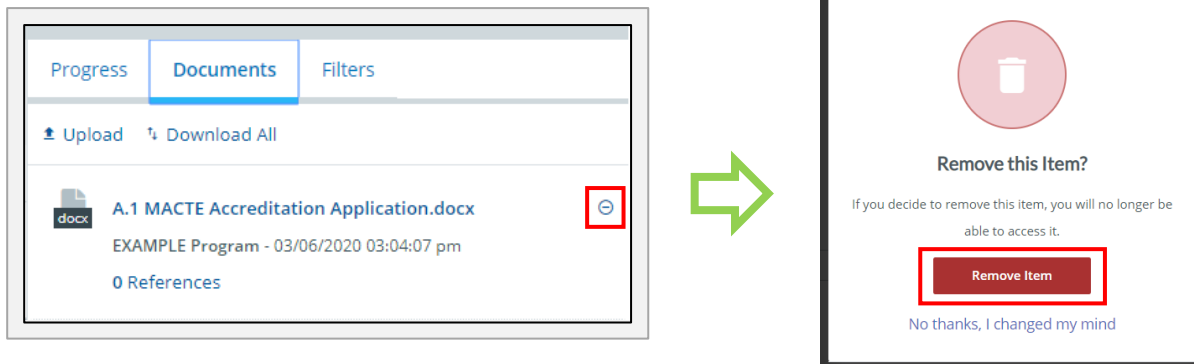 Progress
Documents
Filters
Upload
Download All
docx
A.1 MACTE Accreditation Application.docx
EXAMPLE Program - 03/06/2020 03:04:07 pm
0 References
Remove this Item?
If you decide to remove this item, you will no longer be
able to access it.
Remove Item
No thanks, I changed my mind